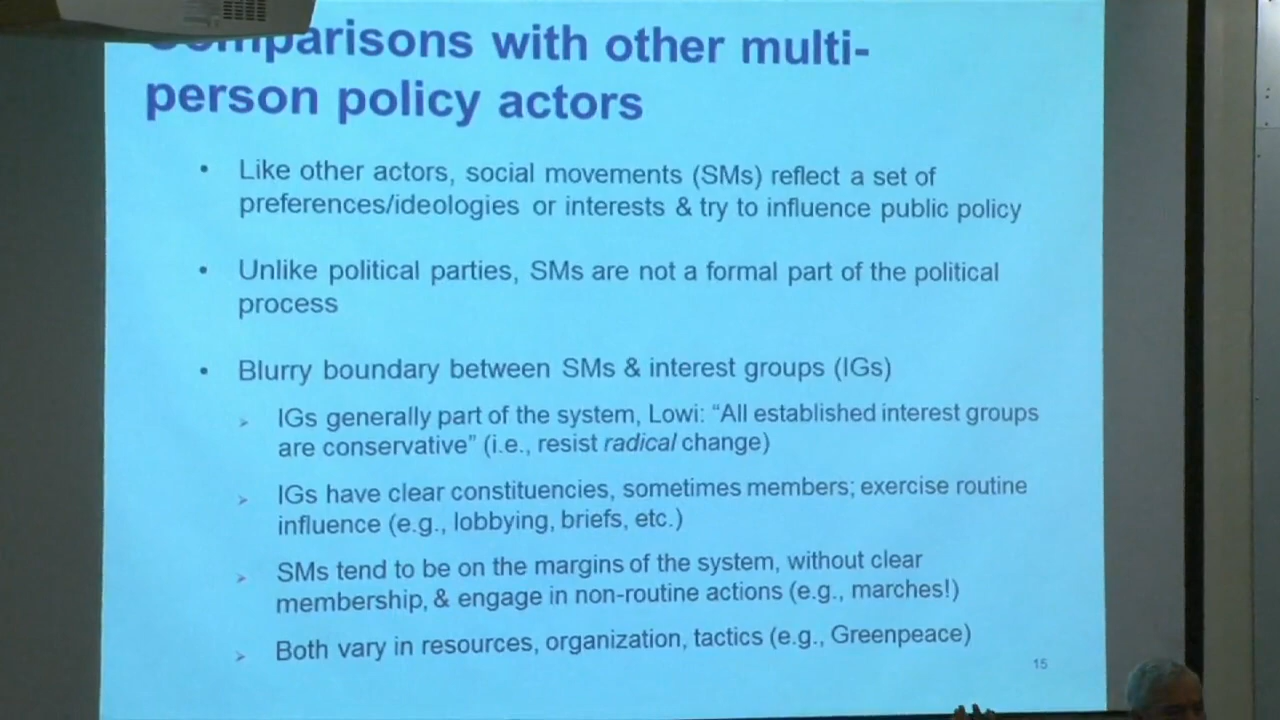 Comparisons with other multi-
person policy actors
• Like other actors, social movements (SMs) reflect a set of
preferences/ideologies or interests & try to influence public policy
• Unlike political parties, SMs are not a formal part of the political
process
• Blurry boundary between SMs & interest groups (IGs)
➢ IGs generally part of the system, Lowi: “All established interest groups
are conservative” (i.e., resist radical change)
➢ IGs have clear constituencies, sometimes members; exercise routine
influence (e.g., lobbying, briefs, etc.)
➢ SMs tend to be on the margins of the system, without clear
membership, & engage in non-routine actions (e.g., marches!)
➢ Both vary in resources, organization, tactics (e.g., Greenpeace)
15